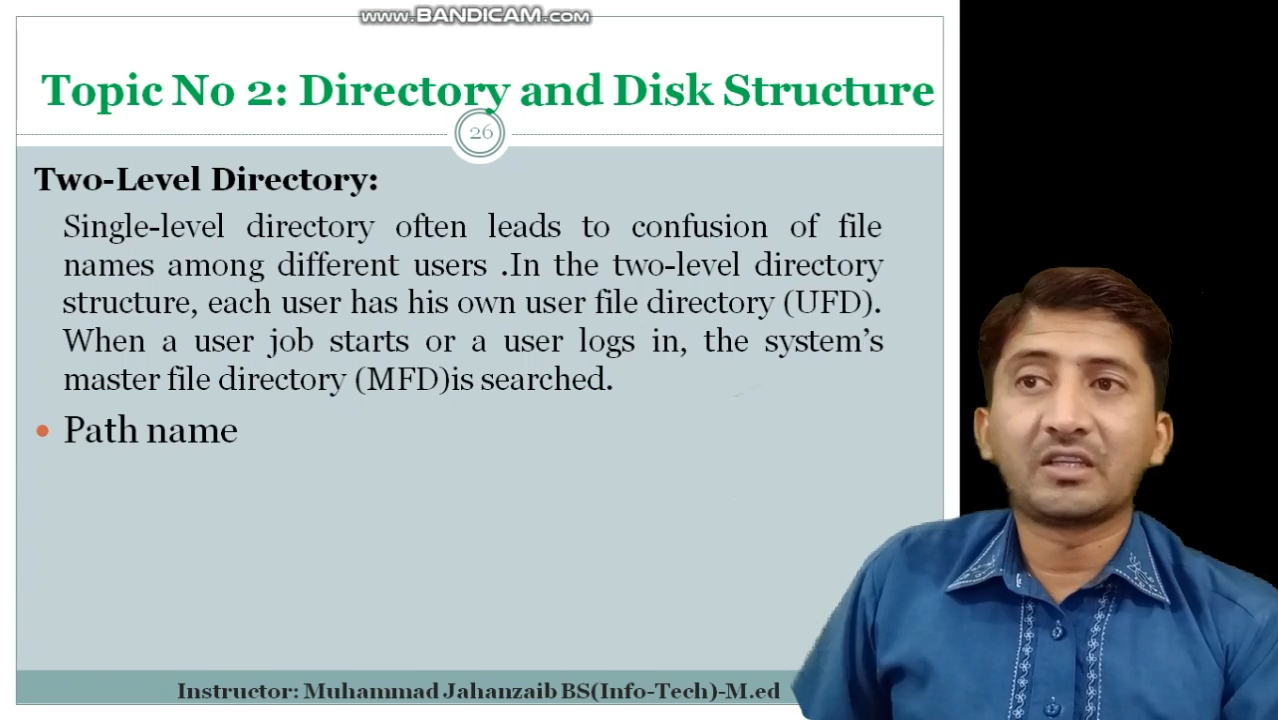 www.BANDICAM.com
Topic No 2: Directory and Disk Structure
26
Two-Level Directory:
Single-level directory often leads to confusion of file
names among different users .In the two-level directory
structure, each user has his own user file directory (UFD).
When a user job starts or a user logs in, the system’s
master file directory (MFD)is searched.
• Path name
Instructor: Muhammad Jahanzaib BS(Info-Tech)-M.ed